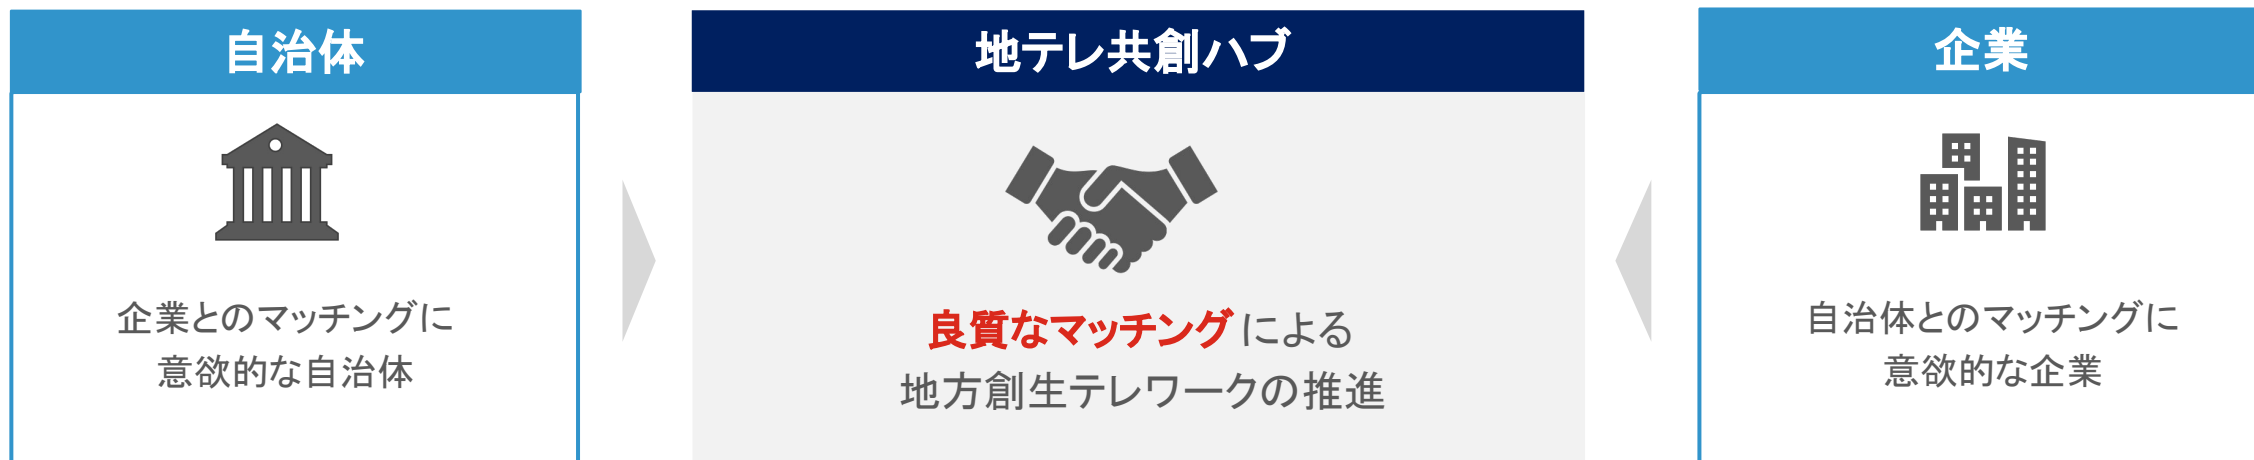 自治体
企業とのマッチングに
意欲的な自治体
地テレ共創ハブ
良質なマッチング による
地方創生テレワークの推進
企業
自治体とのマッチングに
意欲的な企業